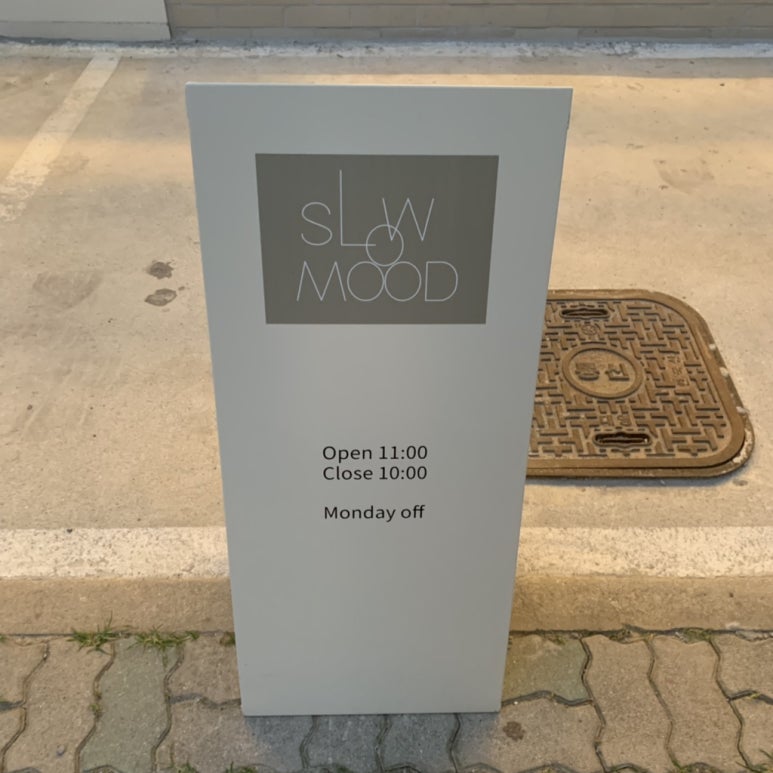 SLOW
MOOD
Open 11:00
Close 10:00
Monday off